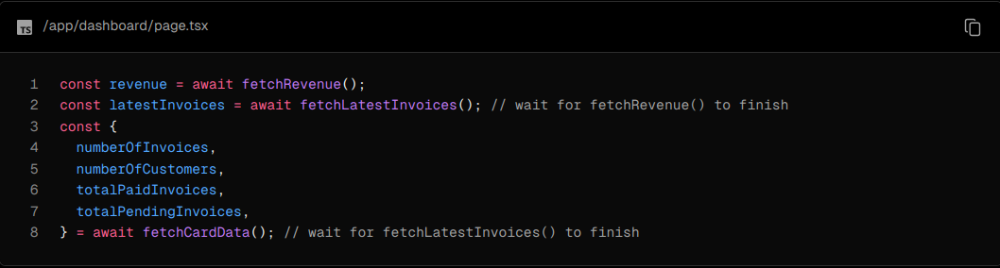 TS /app/dashboard/page.tsx
1 const revenue = await fetchRevenue();
2 const latestInvoices = await fetchLatestInvoices(); // wait for fetchRevenue() to finish
3 const {
4   numberOfInvoices,
5   numberOfCustomers,
6   totalPaidInvoices,
7   totalPendingInvoices,
8 } = await fetchCardData(); // wait for fetchLatestInvoices() to finish